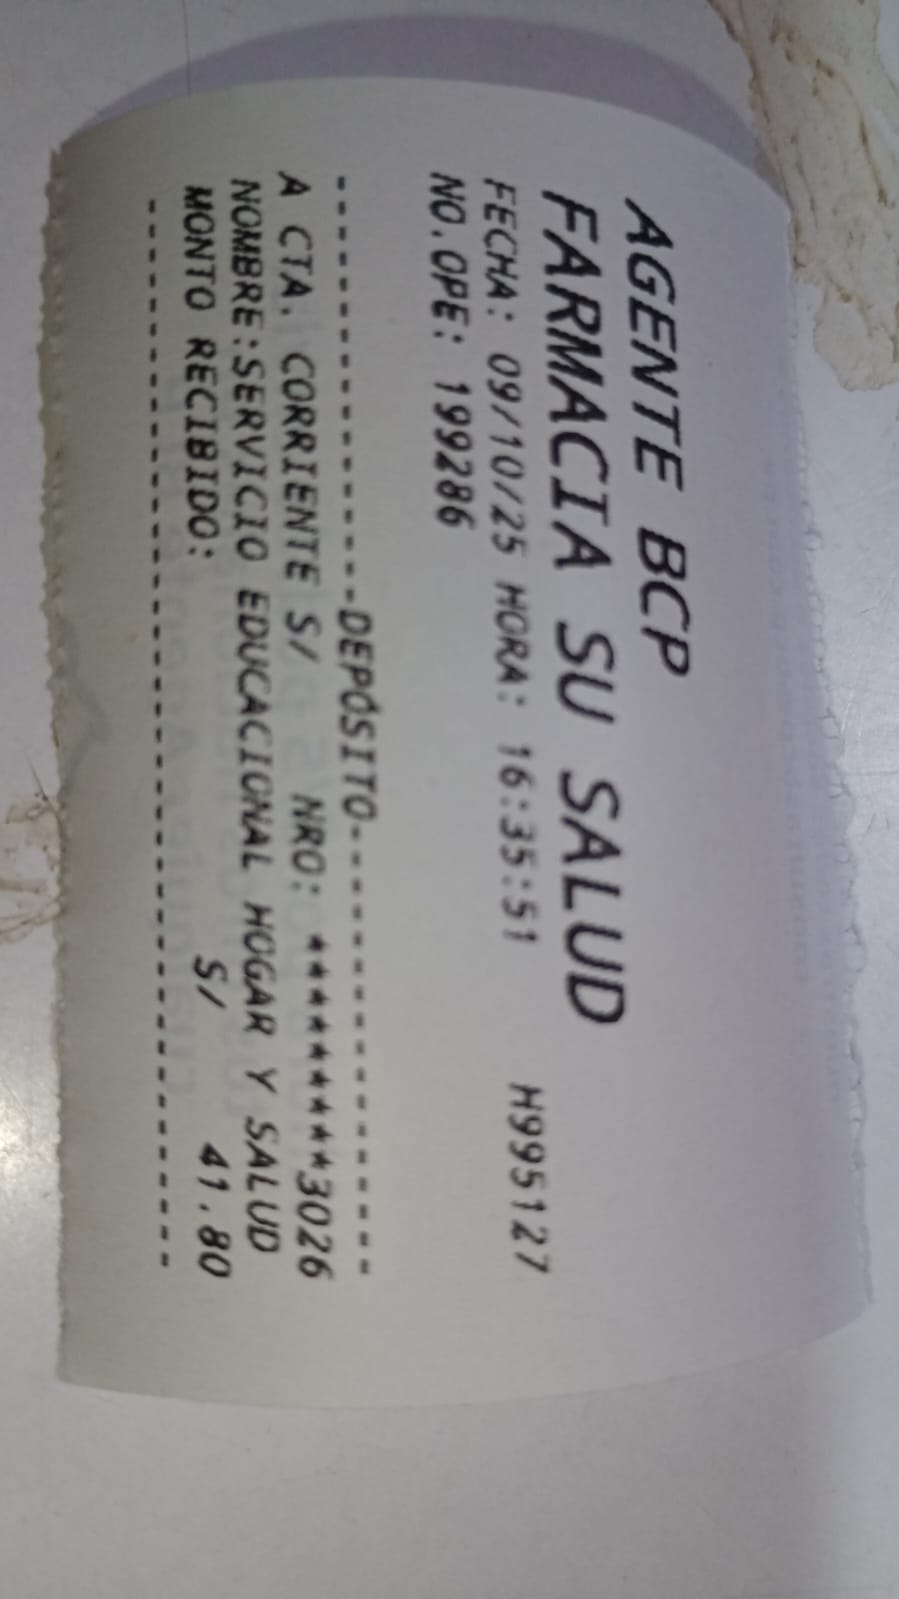 AGENTE BCP
FARMACIA SU SALUD
FECHA: 09/10/25 HORA: 16:35:51 H995127
NO.OPE: 199286
----------------DEPÓSITO----------------
A CTA. CORRIENTE S/ NRO: *********3026
NOMBRE:SERVICIO EDUCACIONAL HOGAR Y SALUD
MONTO RECIBIDO: S/ 41.80
----------------------------------------